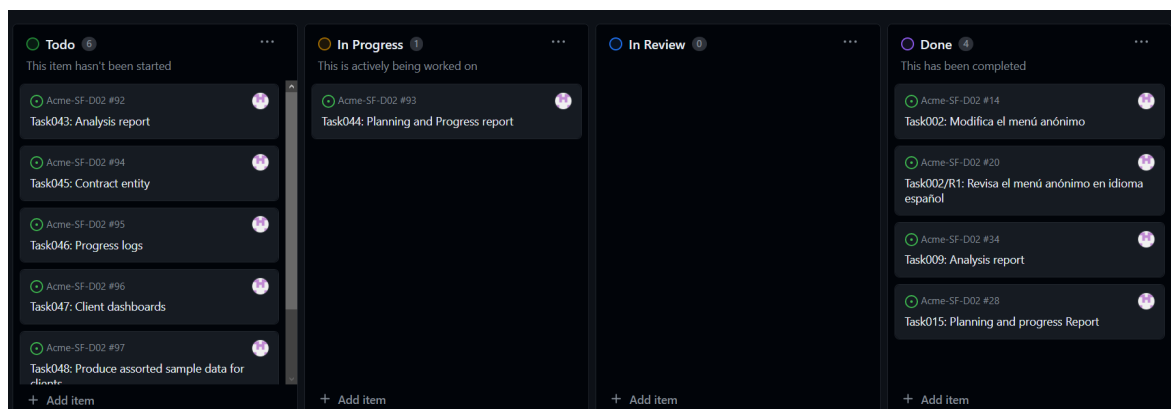 Todo 6 ...
This item hasn't been started
Acme-SF-D02 #92
Task043: Analysis report
Acme-SF-D02 #94
Task045: Contract entity
Acme-SF-D02 #95
Task046: Progress logs
Acme-SF-D02 #96
Task047: Client dashboards
Acme-SF-D02 #97
Task048: Produce assorted sample data for
clients
+ Add item
In Progress 1 ...
This is actively being worked on
Acme-SF-D02 #93
Task044: Planning and Progress report
+ Add item
In Review 0 ...
+ Add item
Done 4 ...
This has been completed
Acme-SF-D02 #14
Task002: Modifica el menú anónimo
Acme-SF-D02 #20
Task002/R1: Revisa el menú anónimo en idioma
español
Acme-SF-D02 #34
Task009: Analysis report
Acme-SF-D02 #28
Task015: Planning and progress Report
+ Add item